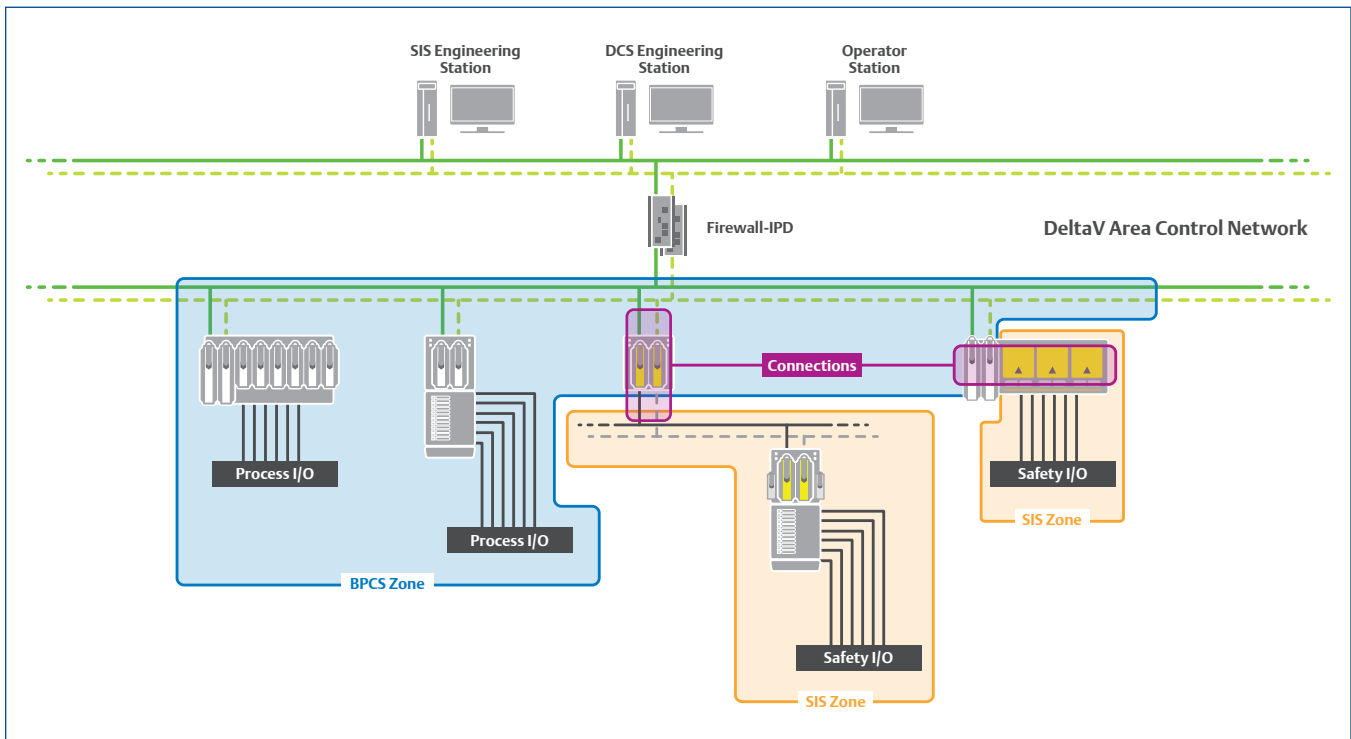 SIS Engineering
Station
DCS Engineering
Station
Operator
Station
Firewall-IPD
DeltaV Area Control Network
Connections
Process I/O
Safety I/O
SIS Zone
Process I/O
BPCS Zone
Safety I/O
SIS Zone